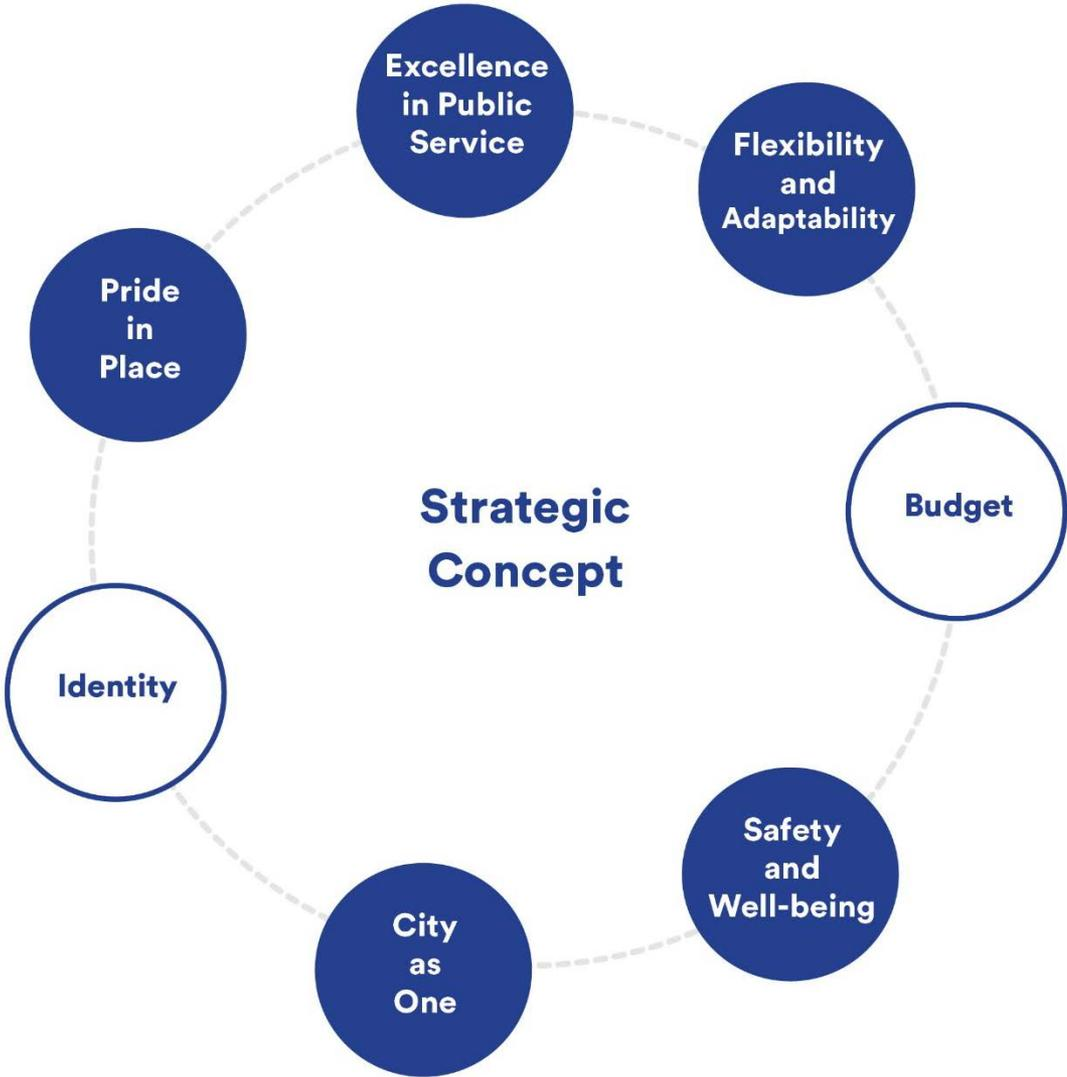 Excellence
in Public
Service
Flexibility
and
Adaptability
Pride
in
Place
Strategic
Concept
Budget
Identity
Safety
and
Well-being
City
as
One